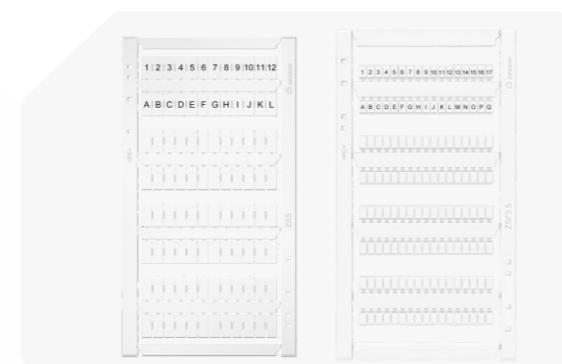 1 2 3 4 5 6 7 8 9 10 11 12
A B C D E F G H I J K L
ZB5
1 2 3 4 5 6 7 8 9 10 11 12 13 14 15 16 17
A B C D E F G H I J K L M N O P Q